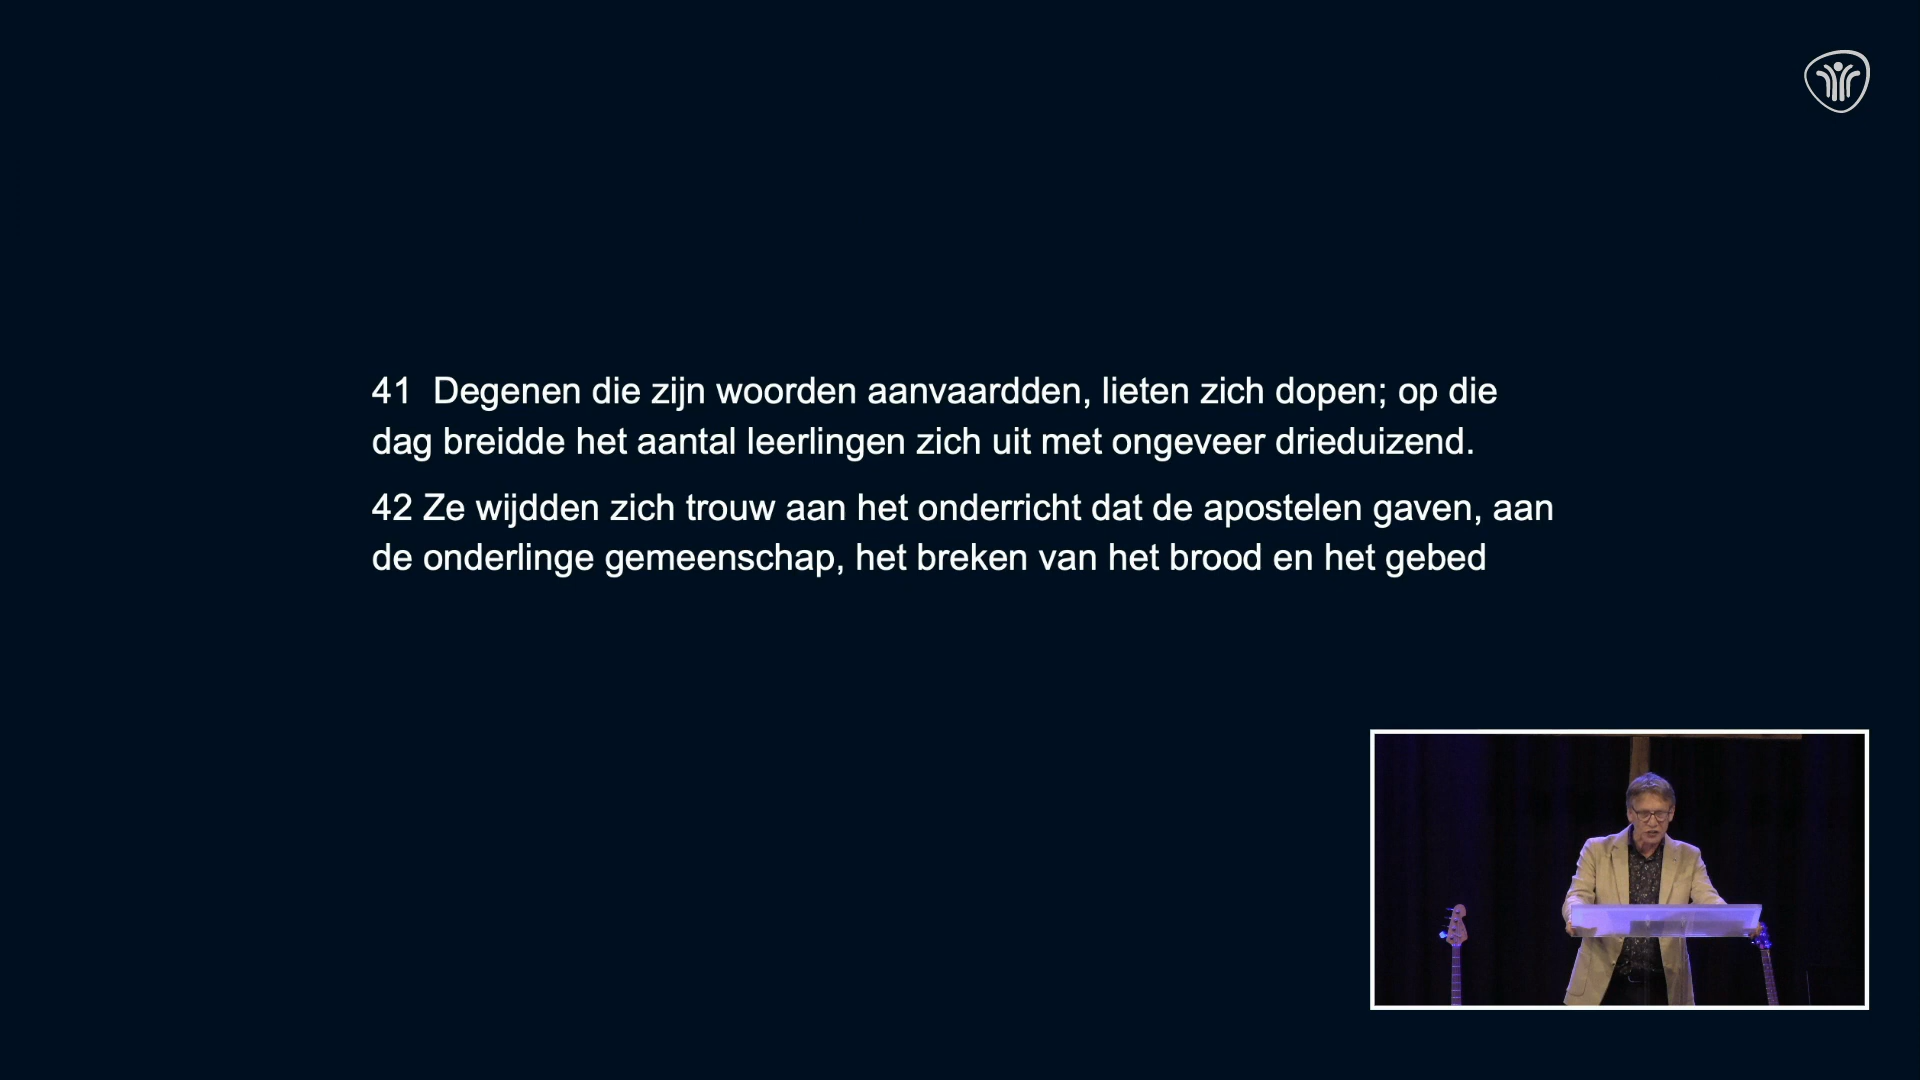 41  Degenen die zijn woorden aanvaardden, lieten zich dopen; op die
dag breidde het aantal leerlingen zich uit met ongeveer drieduizend.
42 Ze wijdden zich trouw aan het onderricht dat de apostelen gaven, aan
de onderlinge gemeenschap, het breken van het brood en het gebed